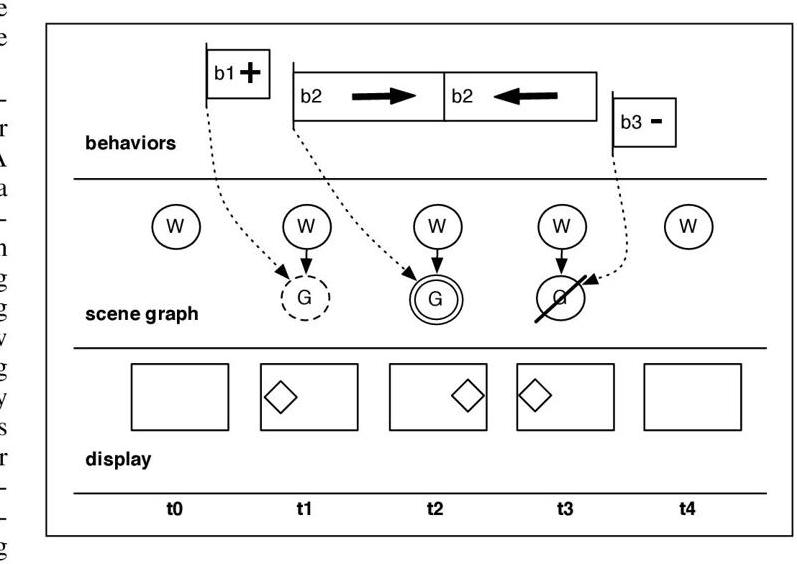 b1 +
b2 b2
b3 -
behaviors
W W W W W
G G G
scene graph
display
t0 t1 t2 t3 t4